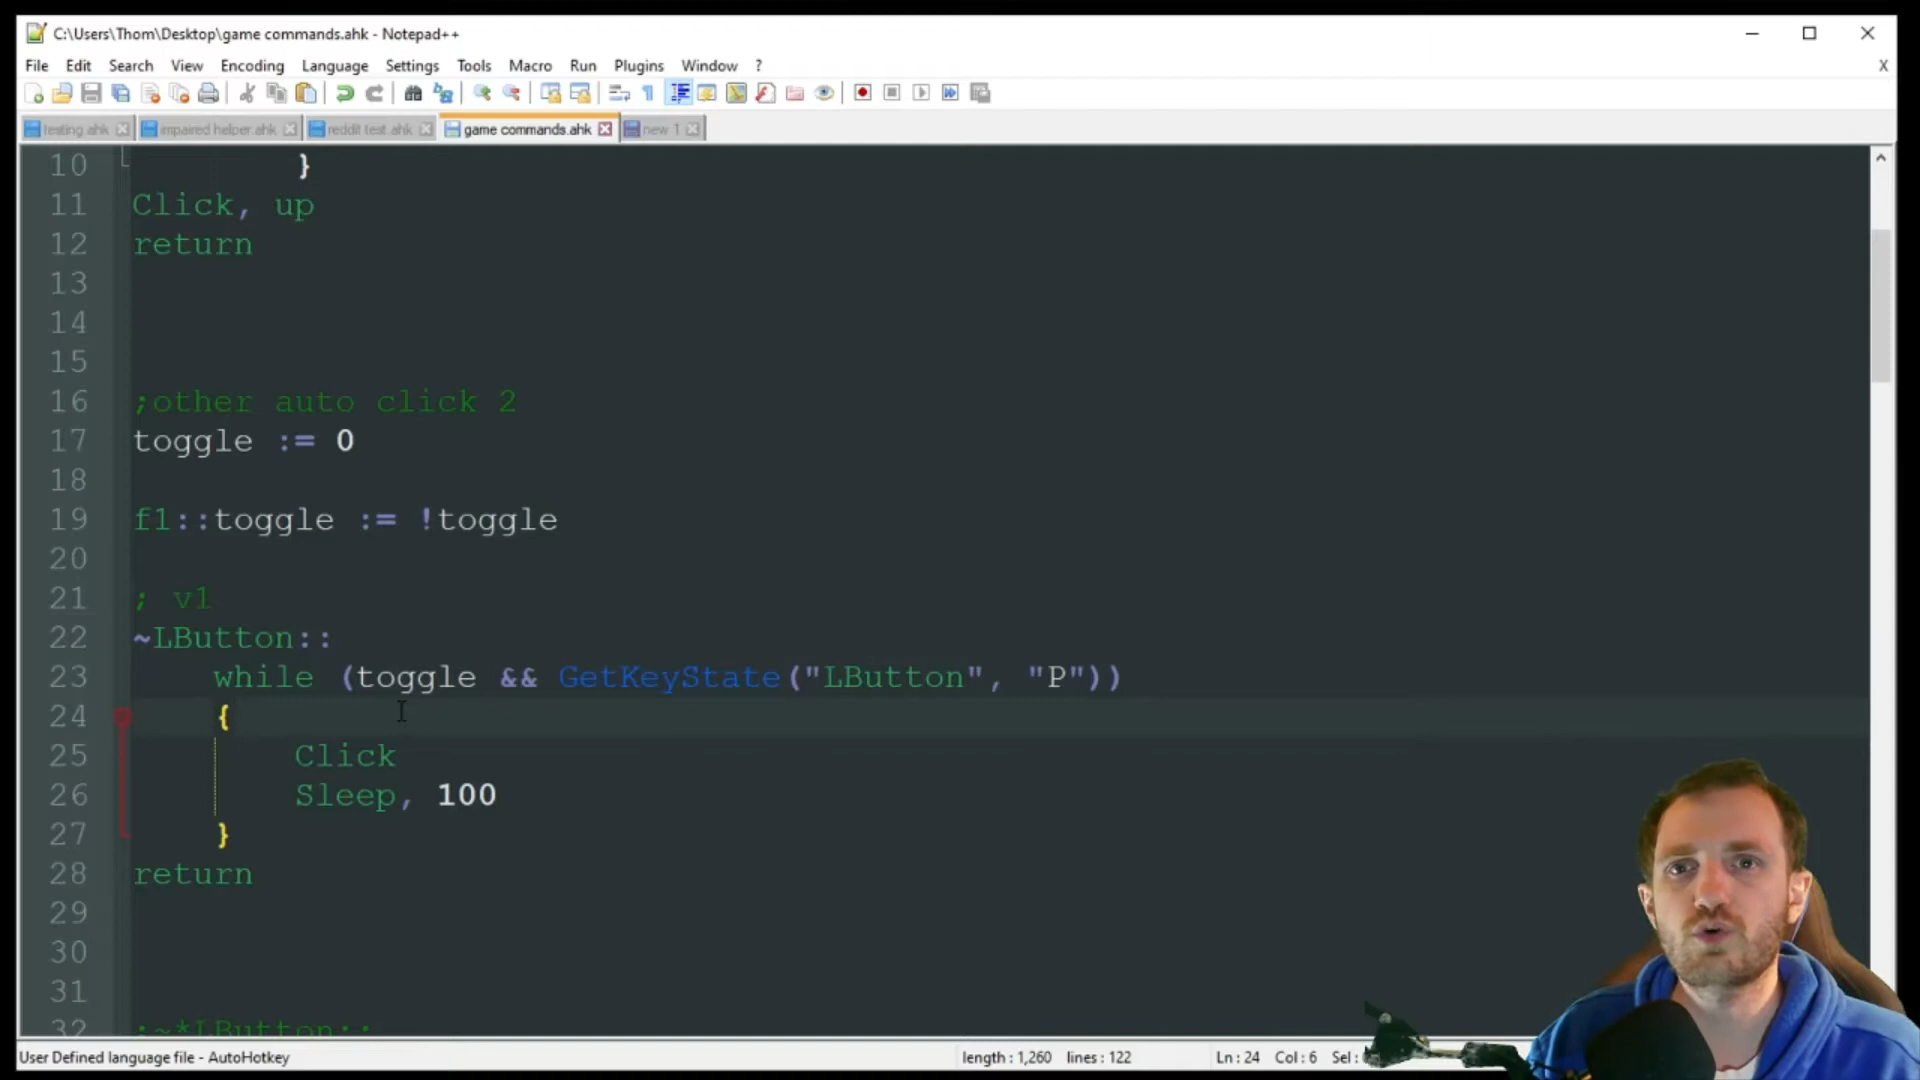 C:\Users\Thom\Desktop\game commands.ahk - Notepad++
File Edit Search View Encoding Language Settings Tools Macro Run Plugins Window ?
X
testing.ahk impaired helper.ahk reddit test.ahk game commands.ahk new 1
10 }
11 Click, up
12 return
13
14
15
16 ;other auto click 2
17 toggle := 0
18
19 f1::toggle := !toggle
20
21 ; v1
22 ~LButton::
23 while (toggle && GetKeyState("LButton", "P"))
24 {
25 Click
26 Sleep, 100
27 }
28 return
29
30
31
32 ;~*LButton::
User Defined language file - AutoHotkey length : 1,260 lines : 122 Ln : 24 Col : 6 Sel :